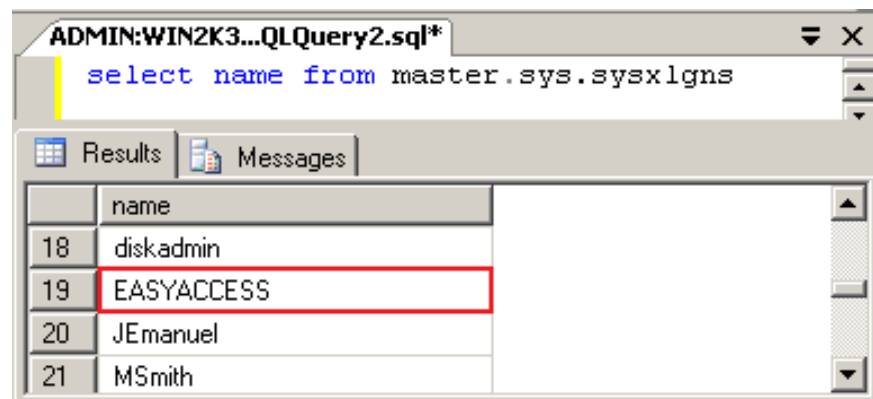 ADMIN:WIN2K3...QLQuery2.sql*
select name from master.sys.sysxlgns
Results Messages
name
18 diskadmin
19 EASYACCESS
20 JEmanuel
21 MSmith